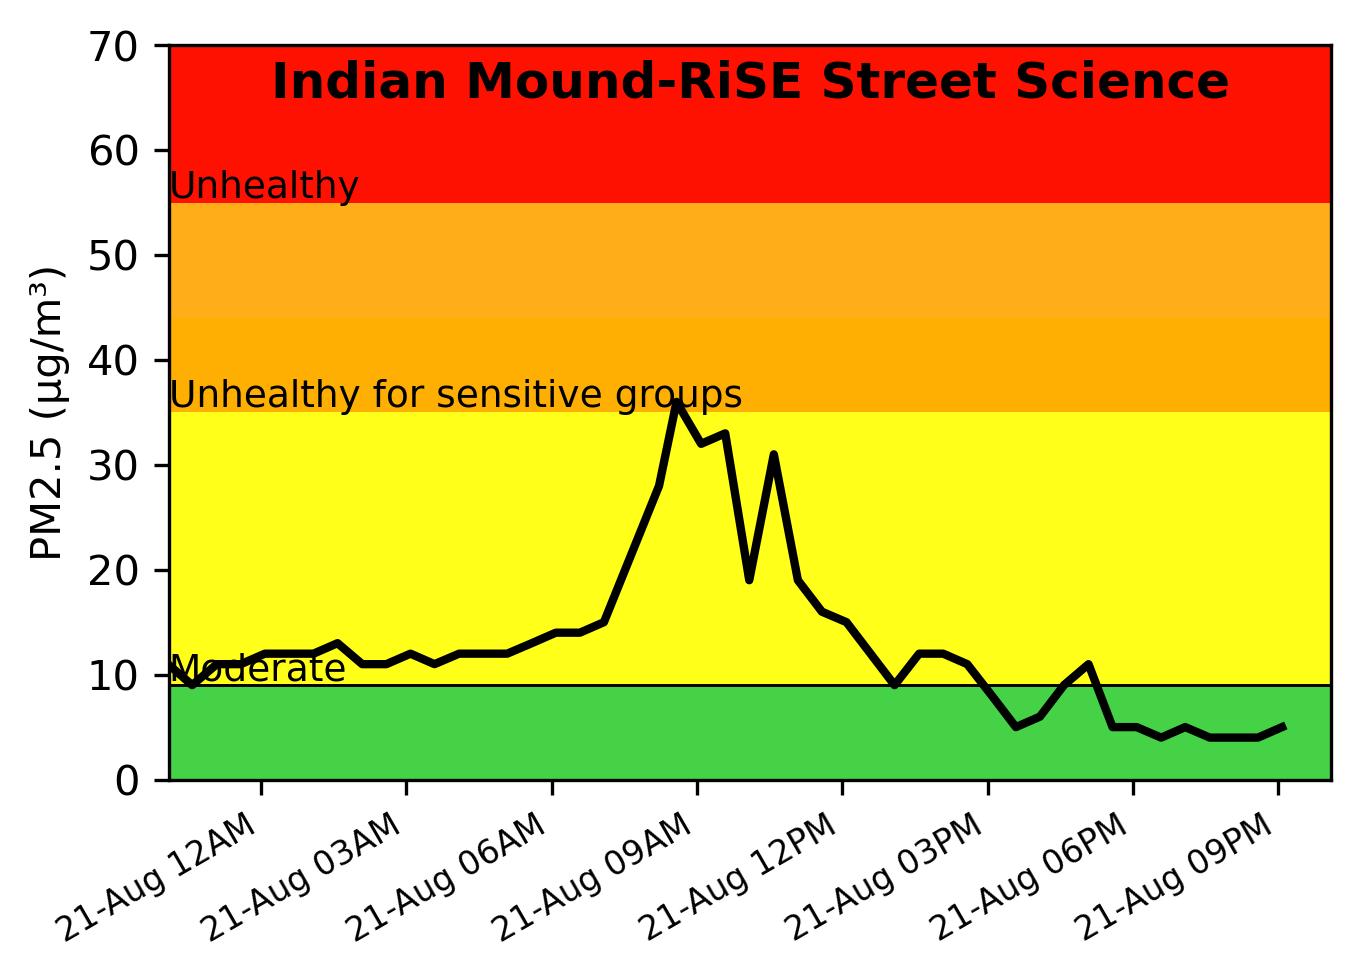 Indian Mound-RiSE Street Science
PM2.5 (µg/m³)
70
60
50
40
30
20
10
0
Unhealthy
Unhealthy for sensitive groups
Moderate
21-Aug 12AM
21-Aug 03AM
21-Aug 06AM
21-Aug 09AM
21-Aug 12PM
21-Aug 03PM
21-Aug 06PM
21-Aug 09PM